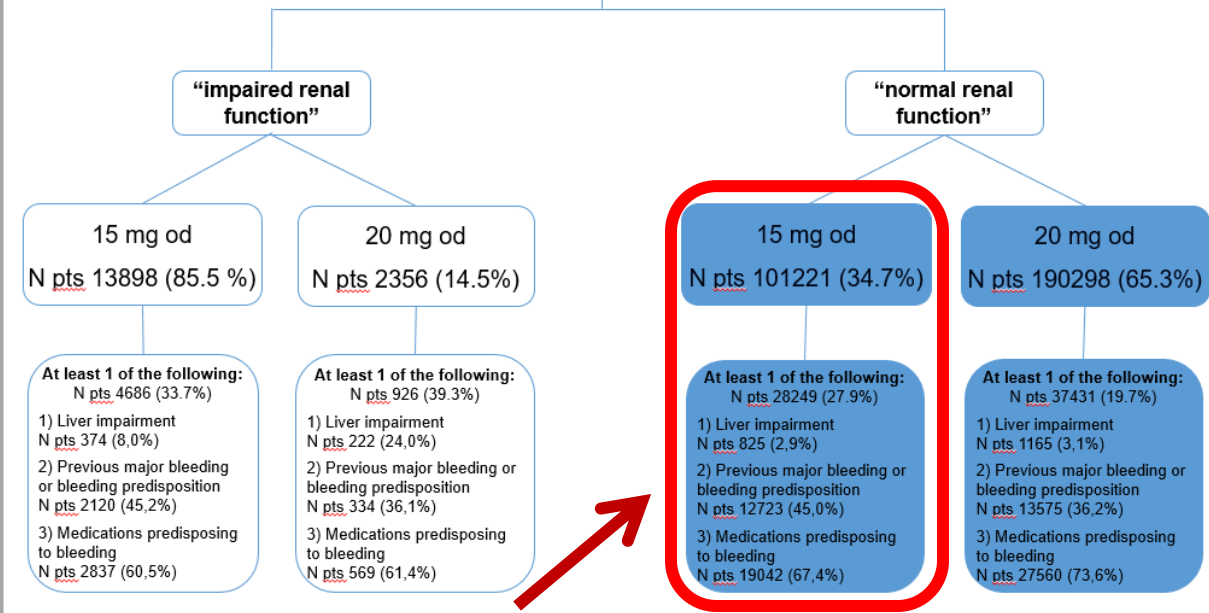 “impaired renal
function”
“normal renal
function”
15 mg od
N pts 13898 (85.5 %)
20 mg od
N pts 2356 (14.5%)
15 mg od
N pts 101221 (34.7%)
20 mg od
N pts 190298 (65.3%)
At least 1 of the following:
N pts 4686 (33.7%)
1) Liver impairment
N pts 374 (8,0%)
2) Previous major bleeding
or bleeding predisposition
N pts 2120 (45,2%)
3) Medications predisposing
to bleeding
N pts 2837 (60,5%)
At least 1 of the following:
N pts 926 (39.3%)
1) Liver impairment
N pts 222 (24,0%)
2) Previous major bleeding or
bleeding predisposition
N pts 334 (36,1%)
3) Medications predisposing
to bleeding
N pts 569 (61,4%)
At least 1 of the following:
N pts 28249 (27.9%)
1) Liver impairment
N pts 825 (2,9%)
2) Previous major bleeding or
bleeding predisposition
N pts 12723 (45,0%)
3) Medications predisposing
to bleeding
N pts 19042 (67,4%)
At least 1 of the following:
N pts 37431 (19.7%)
1) Liver impairment
N pts 1165 (3,1%)
2) Previous major bleeding or
bleeding predisposition
N pts 13575 (36,2%)
3) Medications predisposing
to bleeding
N pts 27560 (73,6%)